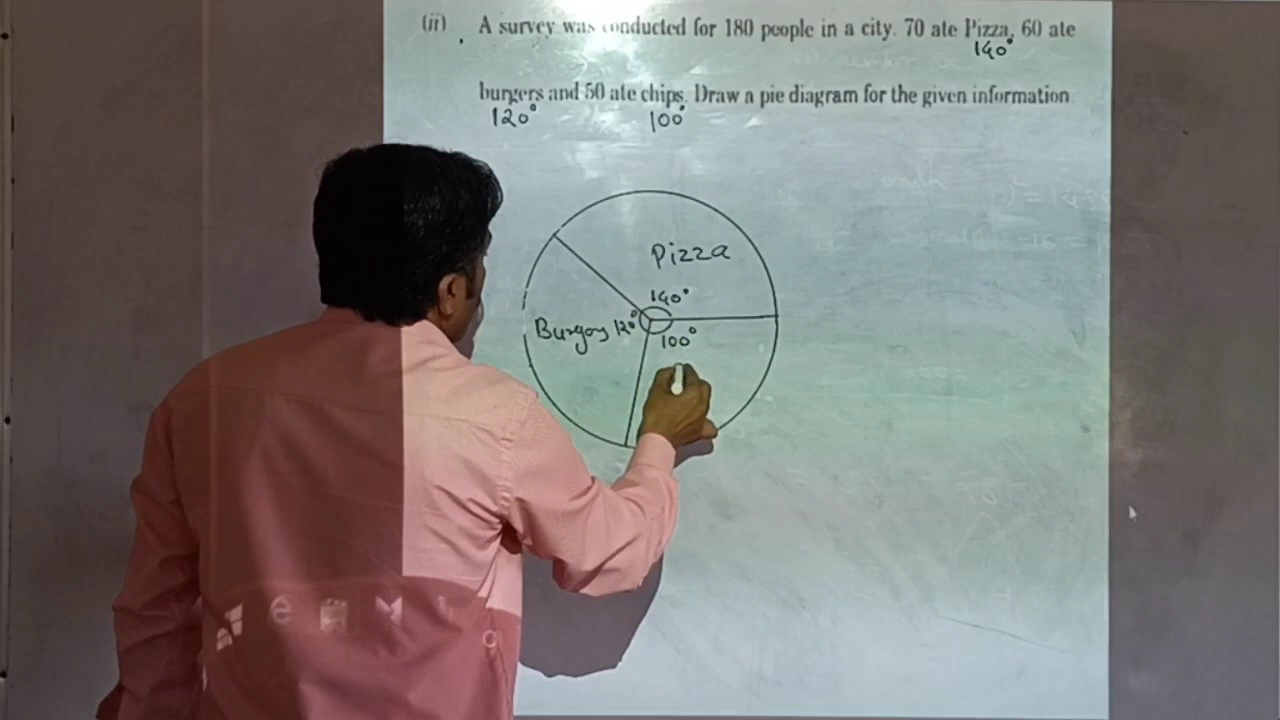 (ii) A survey was conducted for 180 people in a city. 70 ate Pizza, 60 ate
140°
burgers and 50 ate chips. Draw a pie diagram for the given information
120° 100°
Pizza
140°
Burgers 120°
100°